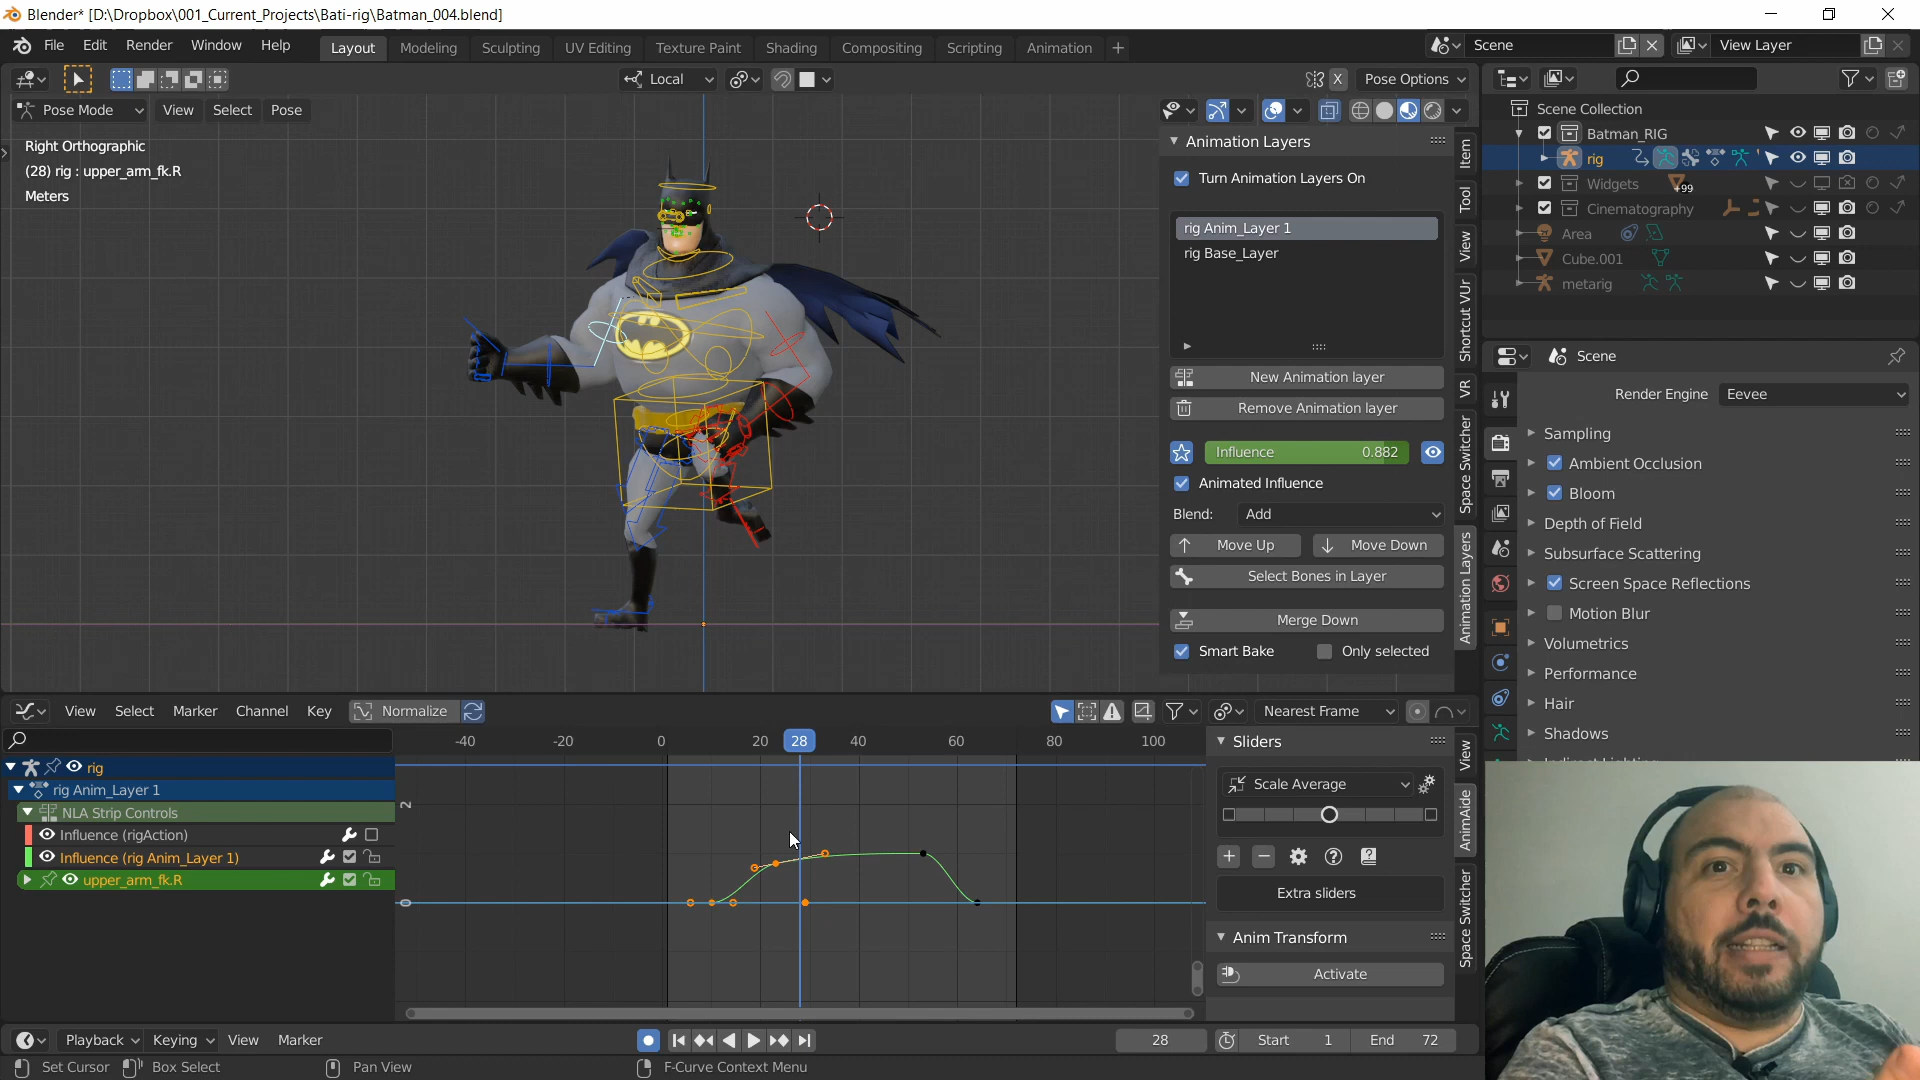 Blender* [D:\Dropbox\001_Current_Projects\Bati-rig\Batman_004.blend]
File Edit Render Window Help Layout Modeling Sculpting UV Editing Texture Paint Shading Compositing Scripting Animation + Scene View Layer
Local X Pose Options
Pose Mode View Select Pose
Right Orthographic
(28) rig : upper_arm_fk.R
Meters
Animation Layers
Turn Animation Layers On
rig Anim_Layer 1
rig Base_Layer
New Animation layer
Remove Animation layer
Influence 0.882
Animated Influence
Blend: Add
Move Up Move Down
Select Bones in Layer
Merge Down
Smart Bake Only selected
Item
Tool
View
Shortcut VUr
VR
Space Switcher
Animation Layers
Scene Collection
Batman_RIG
rig
Widgets +99
Cinematography
Area
Cube.001
metarig
Scene
Render Engine Eevee
Sampling
Ambient Occlusion
Bloom
Depth of Field
Subsurface Scattering
Screen Space Reflections
Motion Blur
Volumetrics
Performance
Hair
Shadows
View Select Marker Channel Key Normalize Nearest Frame
-40 -20 0 20 28 40 60 80 100
rig
rig Anim_Layer 1
NLA Strip Controls
Influence (rigAction)
Influence (rig Anim_Layer 1)
upper_arm_fk.R
2
0
Sliders
Scale Average
+ − ?
Extra sliders
Anim Transform
Activate
View
AnimAide
Space Switcher
Playback Keying View Marker 28 Start 1 End 72
Set Cursor Box Select Pan View F-Curve Context Menu